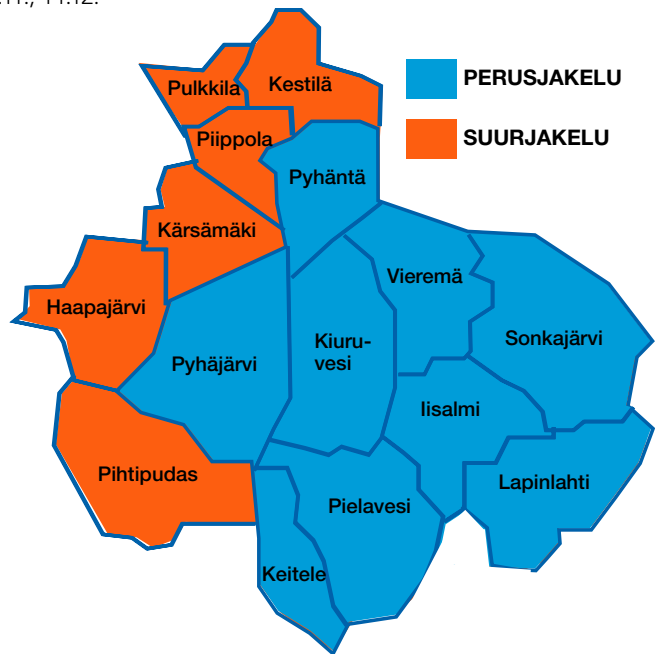 PERUSJAKELU
SUURJAKELU
Pulkkila
Kestilä
Piippola
Pyhäntä
Kärsämäki
Vieremä
Haapajärvi
Pyhäjärvi
Kiuru-
vesi
Sonkajärvi
Iisalmi
Pihtipudas
Pielavesi
Lapinlahti
Keitele